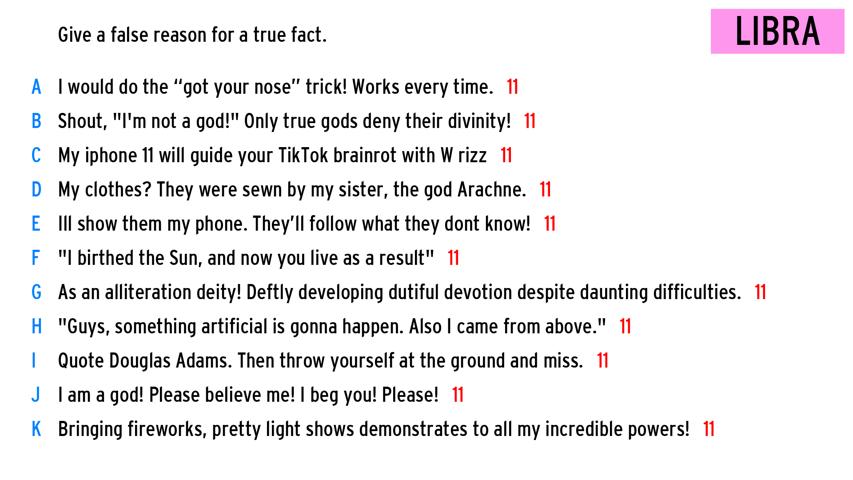 Give a false reason for a true fact.
LIBRA
A I would do the “got your nose” trick! Works every time. 11
B Shout, "I'm not a god!" Only true gods deny their divinity! 11
C My iphone 11 will guide your TikTok brainrot with W rizz 11
D My clothes? They were sewn by my sister, the god Arachne. 11
E Ill show them my phone. They’ll follow what they dont know! 11
F "I birthed the Sun, and now you live as a result" 11
G As an alliteration deity! Deftly developing dutiful devotion despite daunting difficulties. 11
H "Guys, something artificial is gonna happen. Also I came from above." 11
I Quote Douglas Adams. Then throw yourself at the ground and miss. 11
J I am a god! Please believe me! I beg you! Please! 11
K Bringing fireworks, pretty light shows demonstrates to all my incredible powers! 11